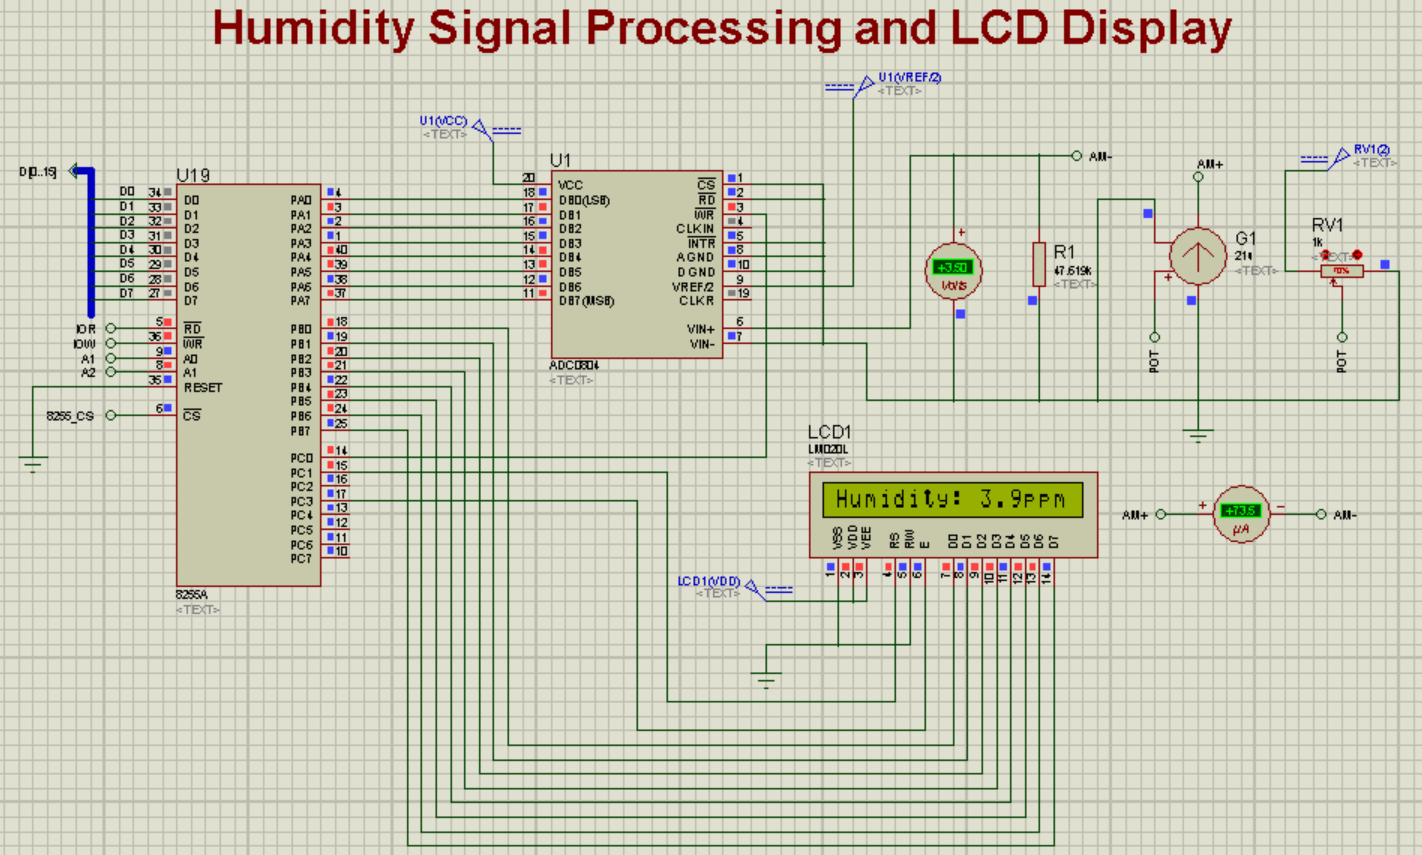 Humidity Signal Processing and LCD Display
U1(VREF/2)
<TEXT>
U1(VCC)
<TEXT>
RV1(2)
<TEXT>
AM-
AM+
D[0..15]
U19
U1
D0 34 D0 PA0 4
D1 33 D1 PA1 3
D2 32 D2 PA2 2
D3 31 D3 PA3 1
D4 30 D4 PA4 40
D5 29 D5 PA5 39
D6 28 D6 PA6 38
D7 27 D7 PA7 37
IOR 5 RD PB0 18
IOW 36 WR PB1 19
A1 9 A0 PB2 20
A2 8 A1 PB3 21
35 RESET PB4 22
PB5 23
8255_CS 6 CS PB6 24
PB7 25
PC0 14
PC1 15
PC2 16
PC3 17
PC4 13
PC5 12
PC6 11
PC7 10
8255A
<TEXT>
20 VCC CS 1
18 DB0(LSB) RD 2
17 DB1 WR 3
16 DB2 CLKIN 4
15 DB3 INTR 5
14 DB4 AGND 8
13 DB5 DGND 10
12 DB6 VREF/2 9
11 DB7(MSB) CLKR 19
VIN+ 6
VIN- 7
ADC0804
<TEXT>
+
+3.50
Volts
R1
47.619k
<TEXT>
G1
21u
<TEXT>
+
POT
RV1
1k
<TEXT>
70%
POT
LCD1
LM020L
<TEXT>
Humidity: 3.9ppm
VSS VDD VEE RS RW E D0 D1 D2 D3 D4 D5 D6 D7
1 2 3 4 5 6 7 8 9 10 11 12 13 14
LCD1(VDD)
<TEXT>
AM+ + +73.5 - AM-
µA